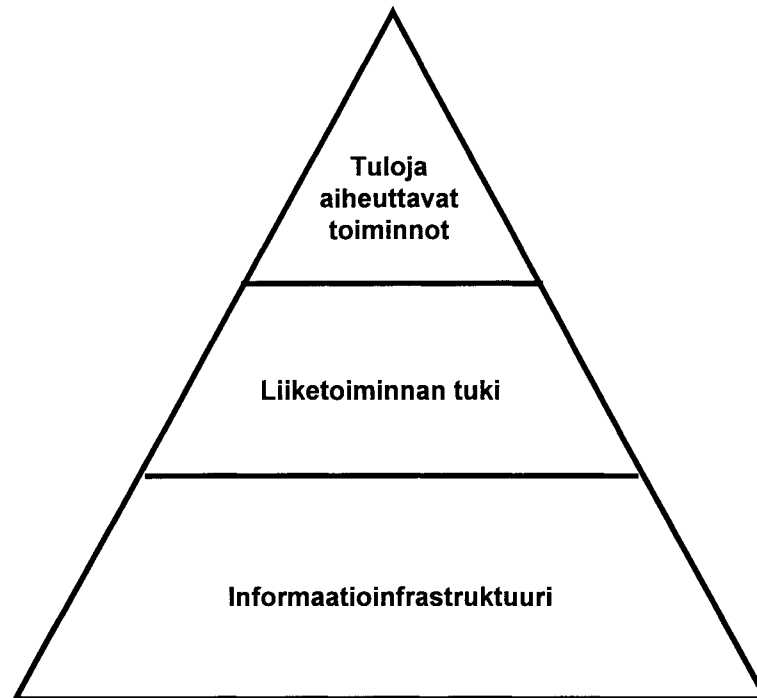 Tuloja
aiheuttavat
toiminnot
Liiketoiminnan tuki
Informaatioinfrastruktuuri